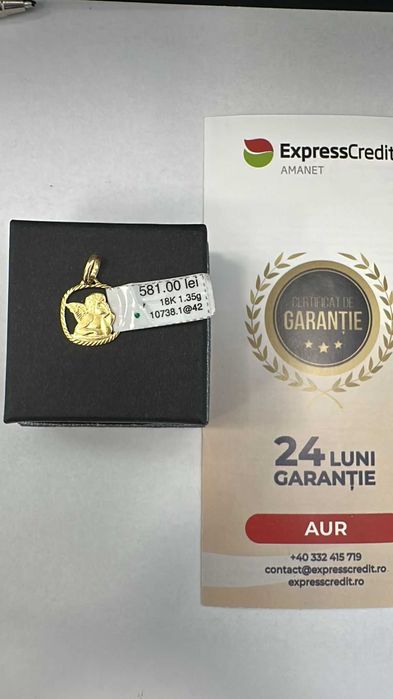 ExpressCredit
AMANET
581.00 lei
18K 1.35g
10738.1@42
CERTIFICAT DE
GARANȚIE
24 LUNI
GARANȚIE
AUR
+40 332 415 719
contact@expresscredit.ro
expresscredit.ro